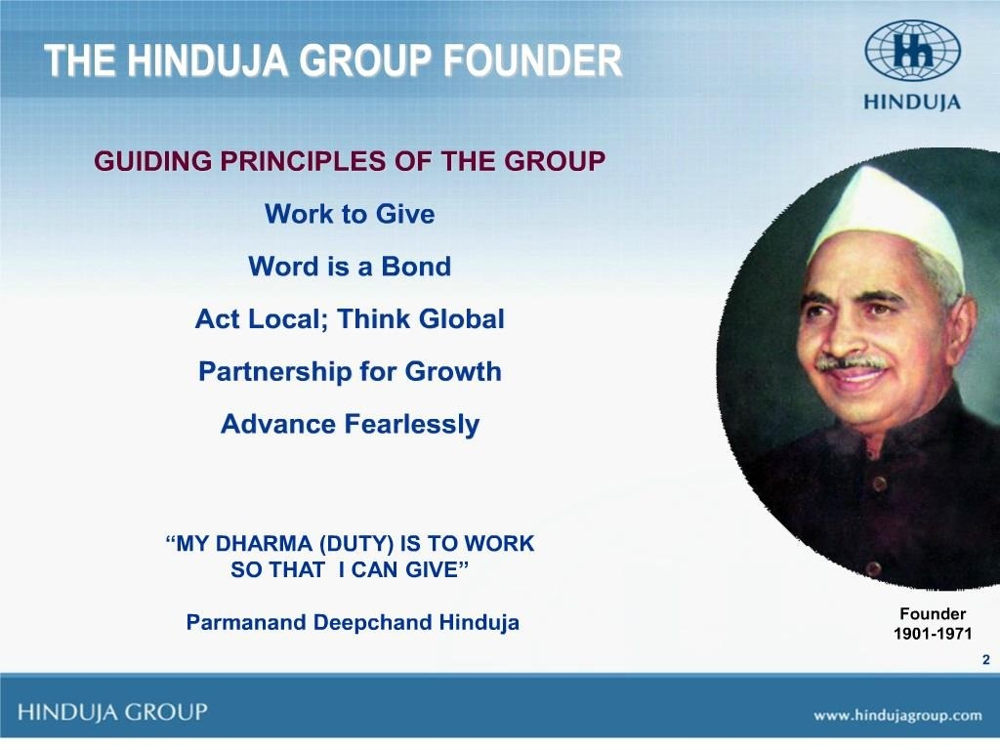 THE HINDUJA GROUP FOUNDER
Hh
HINDUJA
GUIDING PRINCIPLES OF THE GROUP
Work to Give
Word is a Bond
Act Local; Think Global
Partnership for Growth
Advance Fearlessly
“MY DHARMA (DUTY) IS TO WORK
SO THAT I CAN GIVE”
Parmanand Deepchand Hinduja
Founder
1901-1971
2
HINDUJA GROUP
www.hindujagroup.com